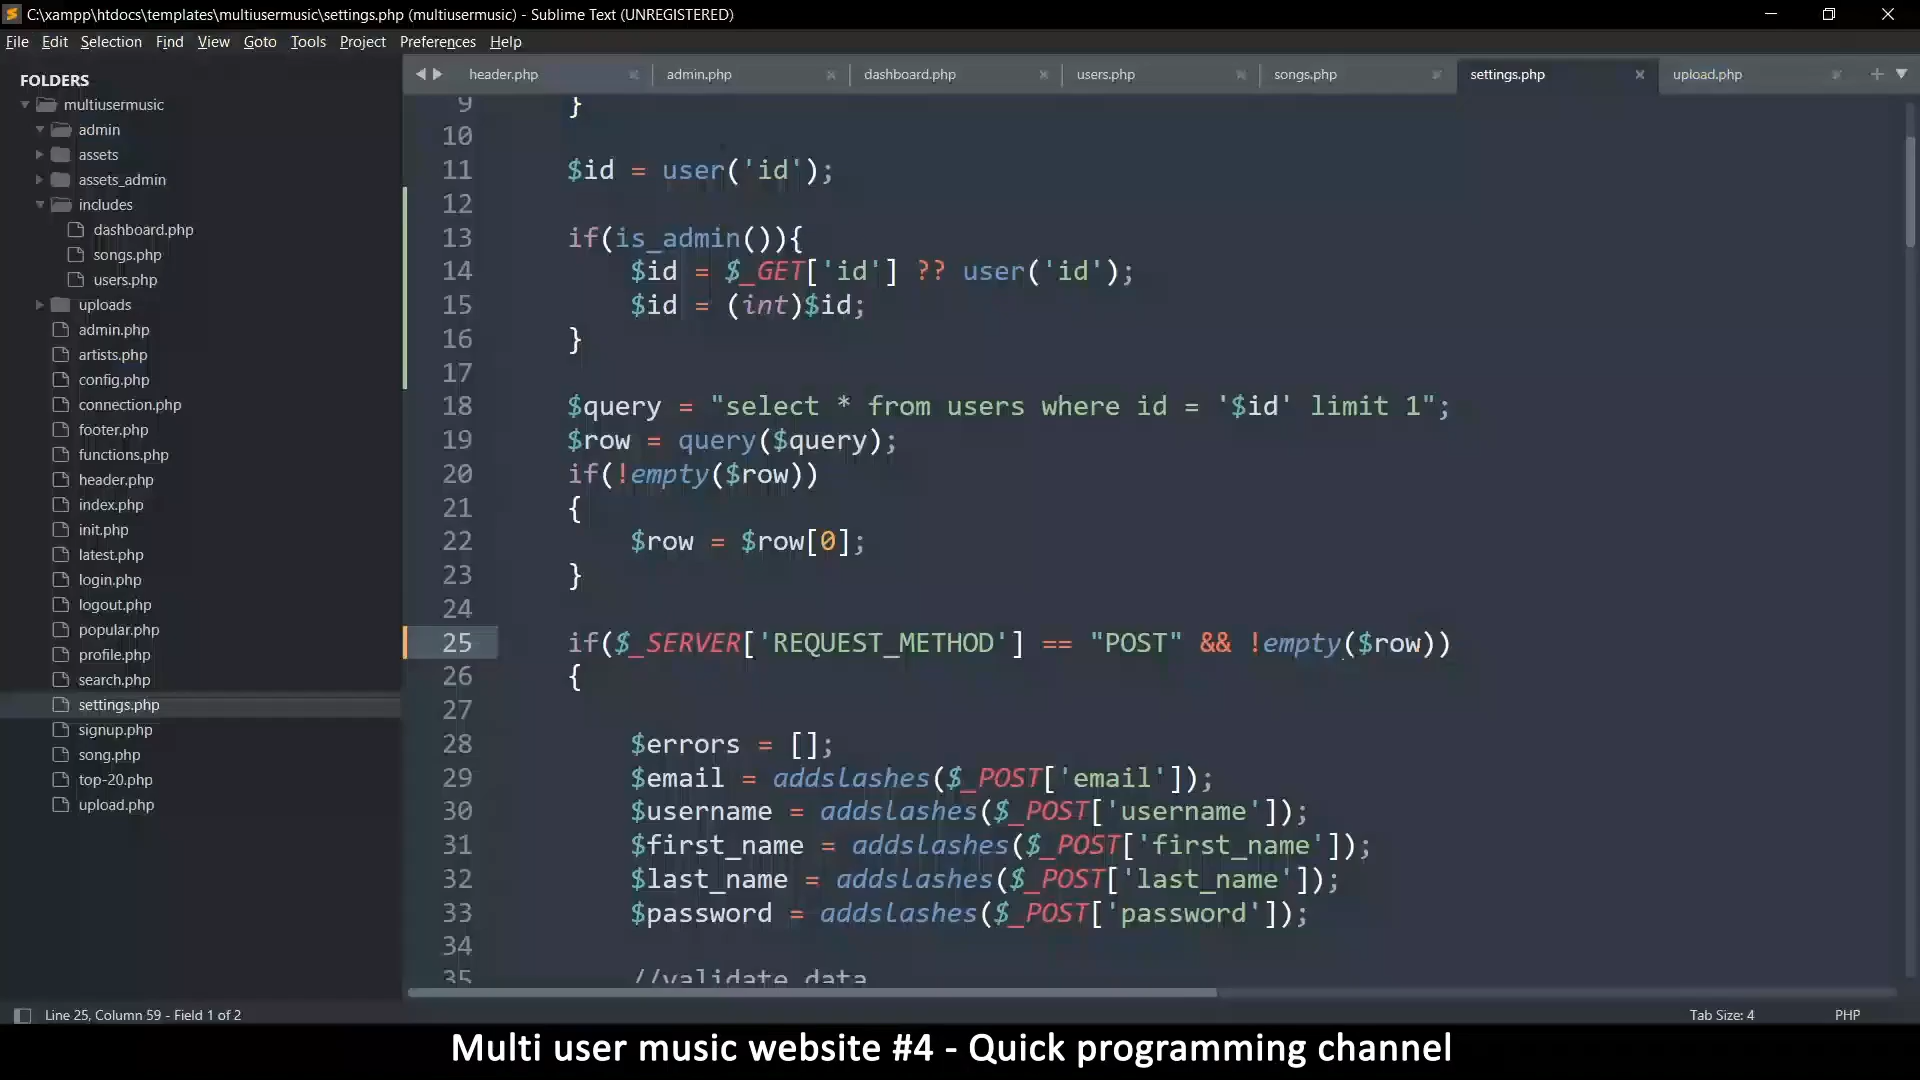 C:\xampp\htdocs\templates\multiusermusic\settings.php (multiusermusic) - Sublime Text (UNREGISTERED)
File Edit Selection Find View Goto Tools Project Preferences Help
FOLDERS
multiusermusic
admin
assets
assets_admin
includes
dashboard.php
songs.php
users.php
uploads
admin.php
artists.php
config.php
connection.php
footer.php
functions.php
header.php
index.php
init.php
latest.php
login.php
logout.php
popular.php
profile.php
search.php
settings.php
signup.php
song.php
top-20.php
upload.php
header.php admin.php dashboard.php users.php songs.php settings.php upload.php
9 }
10
11 $id = user('id');
12
13 if(is_admin()){
14 $id = $_GET['id'] ?? user('id');
15 $id = (int)$id;
16 }
17
18 $query = "select * from users where id = '$id' limit 1";
19 $row = query($query);
20 if(!empty($row))
21 {
22 $row = $row[0];
23 }
24
25 if($_SERVER['REQUEST_METHOD'] == "POST" && !empty($row))
26 {
27
28 $errors = [];
29 $email = addslashes($_POST['email']);
30 $username = addslashes($_POST['username']);
31 $first_name = addslashes($_POST['first_name']);
32 $last_name = addslashes($_POST['last_name']);
33 $password = addslashes($_POST['password']);
34
35 //validate data
Line 25, Column 59 - Field 1 of 2 Tab Size: 4 PHP
Multi user music website #4 - Quick programming channel